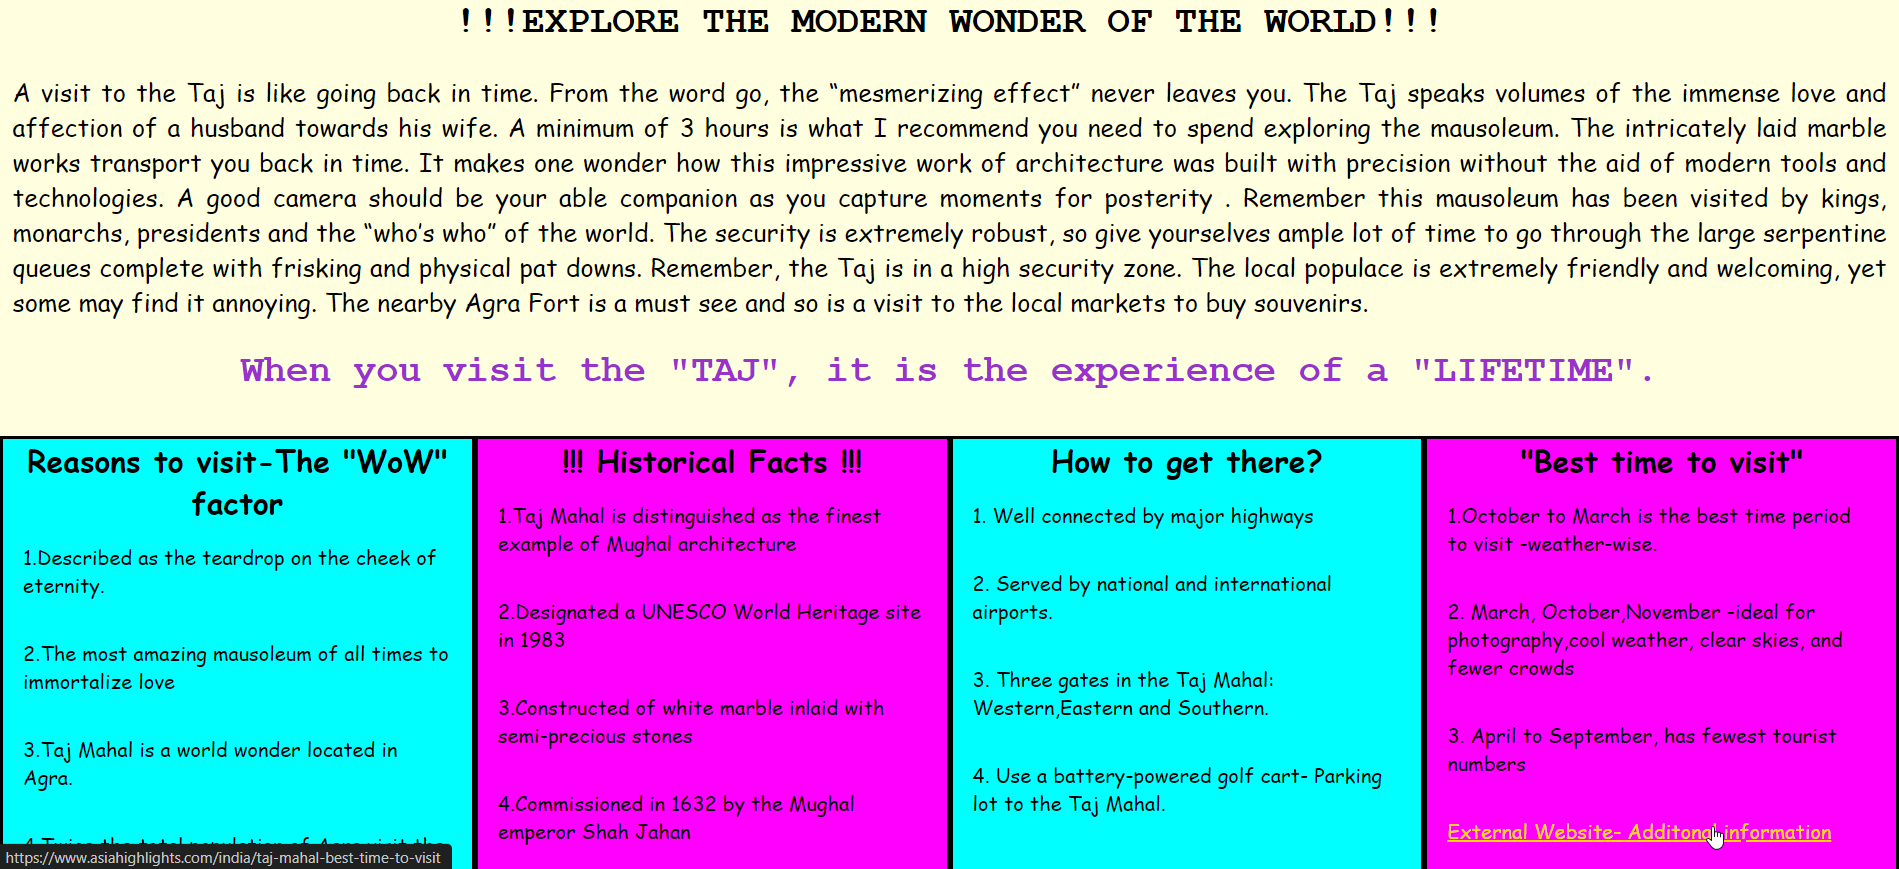 !!!EXPLORE THE MODERN WONDER OF THE WORLD!!!
A visit to the Taj is like going back in time. From the word go, the “mesmerizing effect” never leaves you. The Taj speaks volumes of the immense love and
affection of a husband towards his wife. A minimum of 3 hours is what I recommend you need to spend exploring the mausoleum. The intricately laid marble
works transport you back in time. It makes one wonder how this impressive work of architecture was built with precision without the aid of modern tools and
technologies. A good camera should be your able companion as you capture moments for posterity . Remember this mausoleum has been visited by kings,
monarchs, presidents and the “who’s who” of the world. The security is extremely robust, so give yourselves ample lot of time to go through the large serpentine
queues complete with frisking and physical pat downs. Remember, the Taj is in a high security zone. The local populace is extremely friendly and welcoming, yet
some may find it annoying. The nearby Agra Fort is a must see and so is a visit to the local markets to buy souvenirs.
When you visit the "TAJ", it is the experience of a "LIFETIME".
Reasons to visit-The "WoW"
factor
1.Described as the teardrop on the cheek of
eternity.
2.The most amazing mausoleum of all times to
immortalize love
3.Taj Mahal is a world wonder located in
Agra.
4.Twice the total population of Agra visit the
!!! Historical Facts !!!
1.Taj Mahal is distinguished as the finest
example of Mughal architecture
2.Designated a UNESCO World Heritage site
in 1983
3.Constructed of white marble inlaid with
semi-precious stones
4.Commissioned in 1632 by the Mughal
emperor Shah Jahan
How to get there?
1. Well connected by major highways
2. Served by national and international
airports.
3. Three gates in the Taj Mahal:
Western,Eastern and Southern.
4. Use a battery-powered golf cart- Parking
lot to the Taj Mahal.
"Best time to visit"
1.October to March is the best time period
to visit -weather-wise.
2. March, October,November -ideal for
photography,cool weather, clear skies, and
fewer crowds
3. April to September, has fewest tourist
numbers
External Website- Additonal information
https://www.asiahighlights.com/india/taj-mahal-best-time-to-visit